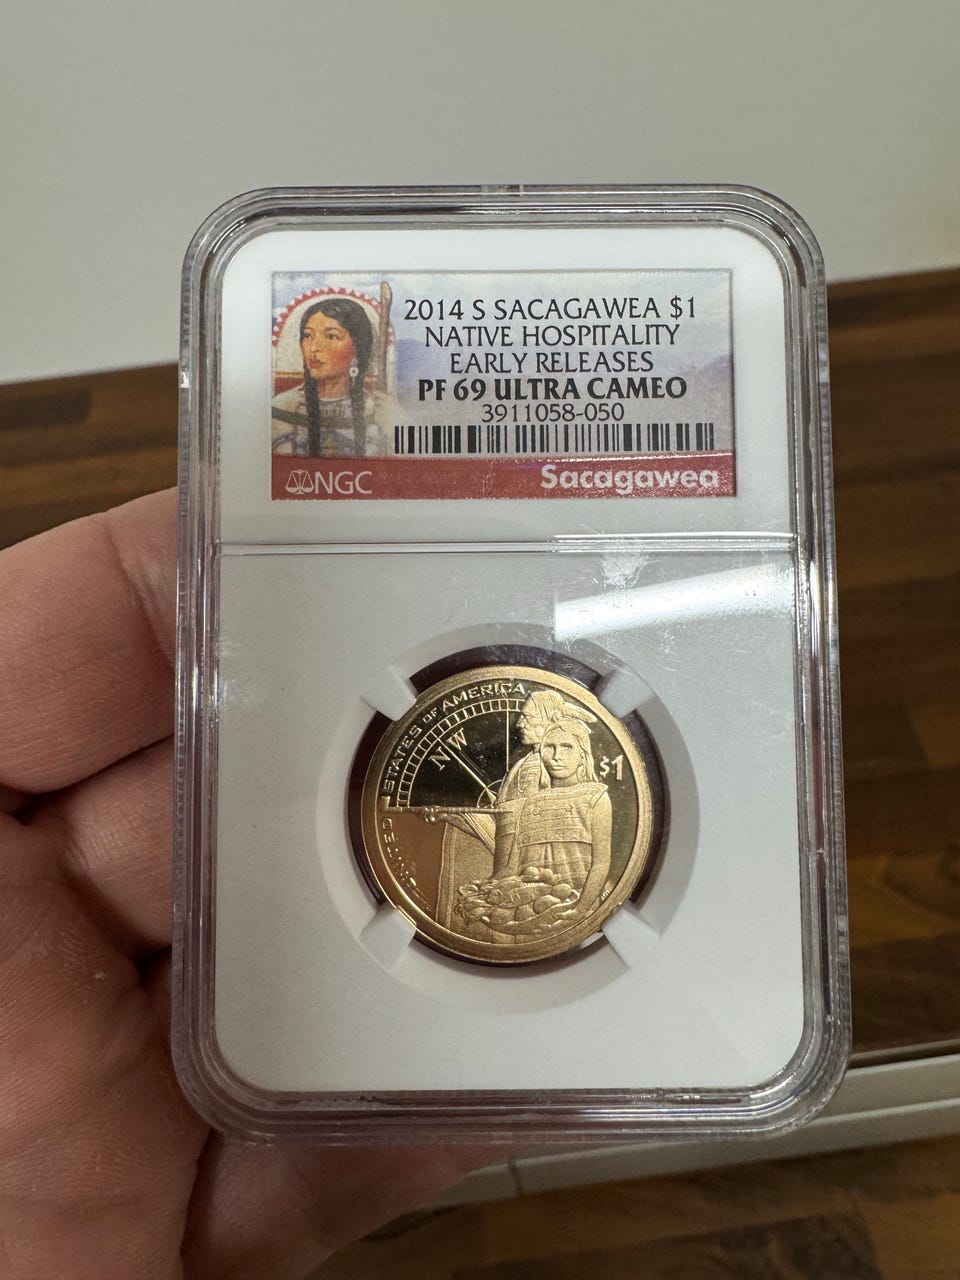 2014 S SACAGAWEA $1
NATIVE HOSPITALITY
EARLY RELEASES
PF 69 ULTRA CAMEO
3911058-050
NGC
Sacagawea
UNITED STATES OF AMERICA
N W
$1